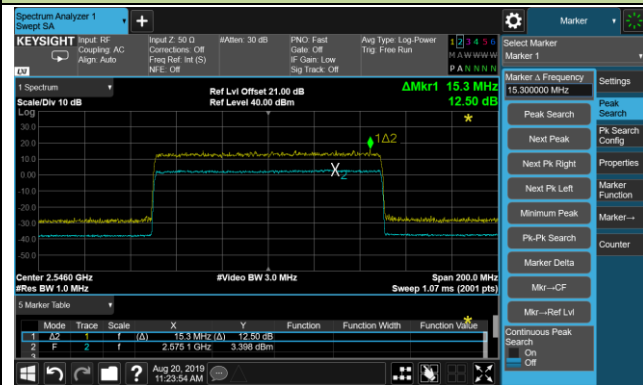 Spectrum Analyzer 1
Swept SA
+
Marker
KEYSIGHT
Input: RF
Coupling: AC
Align: Auto
Input Z: 50 Ω
Corrections: Off
Freq Ref: Int (S)
NFE: Off
#Atten: 30 dB
PNO: Fast
Gate: Off
IF Gain: Low
Sig Track: Off
Avg Type: Log-Power
Trig: Free Run
1 2 3 4 5 6
M A W W W W
P A N N N N
LXI
Select Marker
Marker 1
1 Spectrum
Scale/Div 10 dB
Ref Lvl Offset 21.00 dB
Ref Level 40.00 dBm
ΔMkr1 15.3 MHz
12.50 dB
Log
30.0
20.0
10.0
0.00
-10.0
-20.0
-30.0
-40.0
-50.0
1Δ2
X2
Center 2.5460 GHz
#Res BW 1.0 MHz
#Video BW 3.0 MHz
Span 200.0 MHz
Sweep 1.07 ms (2001 pts)
5 Marker Table
Mode Trace Scale X Y Function Function Width Function Value
1 Δ2 1 f (Δ) 15.3 MHz (Δ) 12.50 dB
2 F 2 f 2.575 1 GHz 3.398 dBm
3
Aug 20, 2019
11:23:54 AM
Marker Δ Frequency
15.300000 MHz
Peak Search
Next Peak
Next Pk Right
Next Pk Left
Minimum Peak
Pk-Pk Search
Marker Delta
Mkr→CF
Mkr→Ref Lvl
Continuous Peak
Search
On
Off
Settings
Peak
Search
Pk Search
Config
Properties
Marker
Function
Marker→
Counter